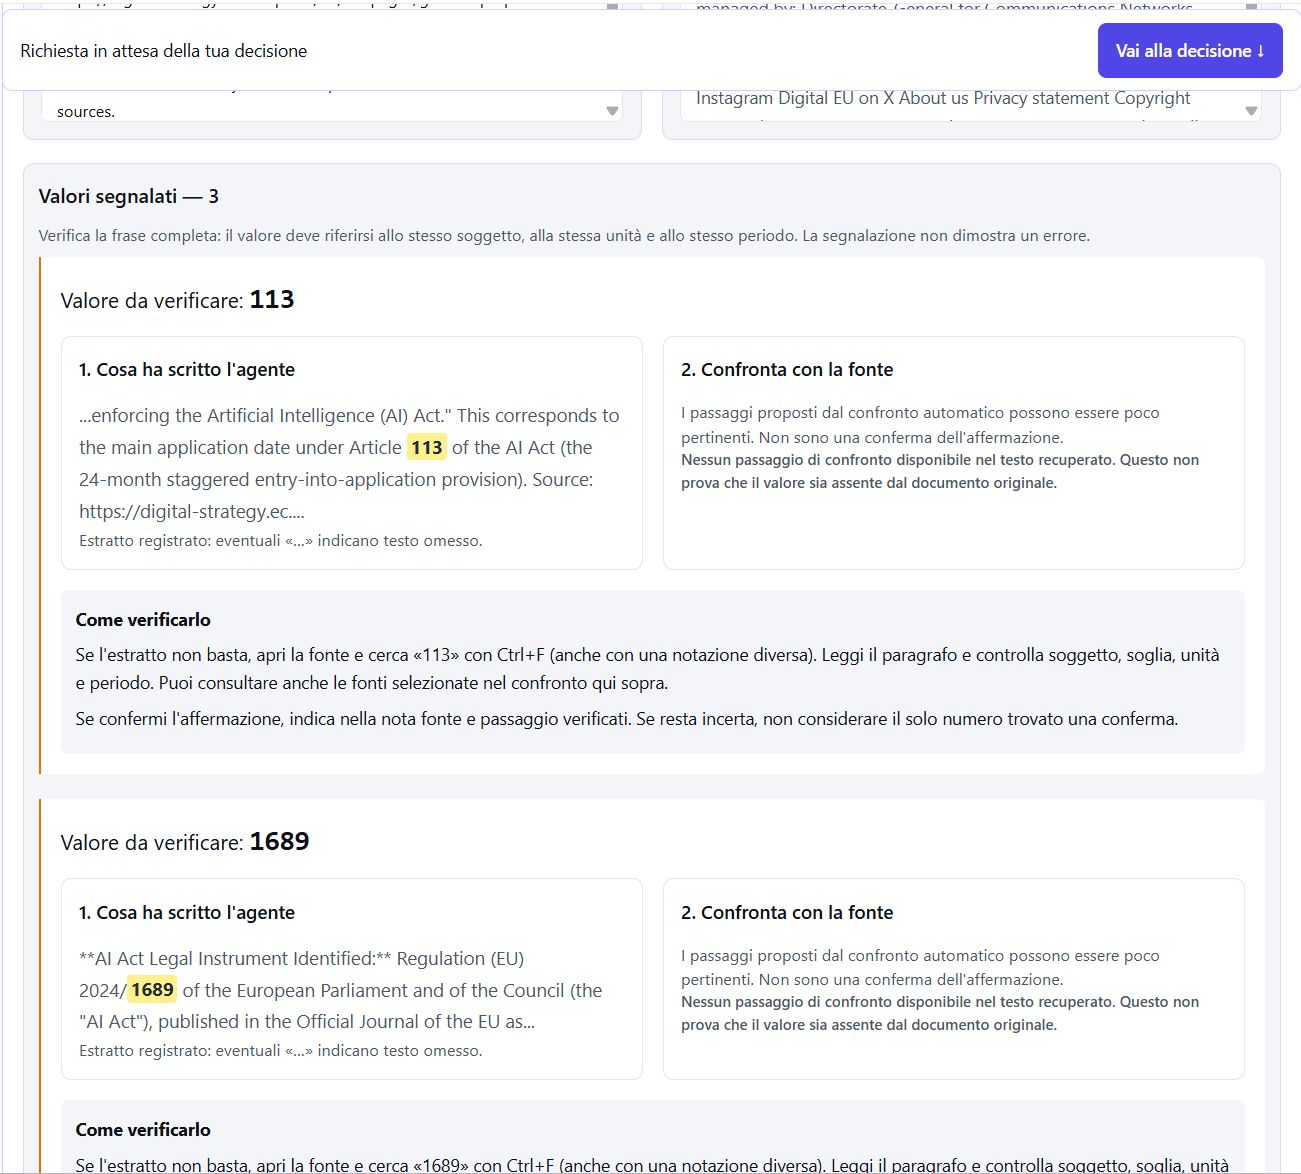 Richiesta in attesa della tua decisione
Vai alla decisione ↓
sources.
Instagram Digital EU on X About us Privacy statement Copyright
Valori segnalati — 3
Verifica la frase completa: il valore deve riferirsi allo stesso soggetto, alla stessa unità e allo stesso periodo. La segnalazione non dimostra un errore.
Valore da verificare: 113
1. Cosa ha scritto l'agente
...enforcing the Artificial Intelligence (AI) Act." This corresponds to
the main application date under Article 113 of the AI Act (the
24-month staggered entry-into-application provision). Source:
https://digital-strategy.ec....
Estratto registrato: eventuali «...» indicano testo omesso.
2. Confronta con la fonte
I passaggi proposti dal confronto automatico possono essere poco
pertinenti. Non sono una conferma dell'affermazione.
Nessun passaggio di confronto disponibile nel testo recuperato. Questo non
prova che il valore sia assente dal documento originale.
Come verificarlo
Se l'estratto non basta, apri la fonte e cerca «113» con Ctrl+F (anche con una notazione diversa). Leggi il paragrafo e controlla soggetto, soglia, unità
e periodo. Puoi consultare anche le fonti selezionate nel confronto qui sopra.
Se confermi l'affermazione, indica nella nota fonte e passaggio verificati. Se resta incerta, non considerare il solo numero trovato una conferma.
Valore da verificare: 1689
1. Cosa ha scritto l'agente
**AI Act Legal Instrument Identified:** Regulation (EU)
2024/1689 of the European Parliament and of the Council (the
"AI Act"), published in the Official Journal of the EU as...
Estratto registrato: eventuali «...» indicano testo omesso.
2. Confronta con la fonte
I passaggi proposti dal confronto automatico possono essere poco
pertinenti. Non sono una conferma dell'affermazione.
Nessun passaggio di confronto disponibile nel testo recuperato. Questo non
prova che il valore sia assente dal documento originale.
Come verificarlo
Se l'estratto non basta, apri la fonte e cerca «1689» con Ctrl+F (anche con una notazione diversa). Leggi il paragrafo e controlla soggetto, soglia, unità